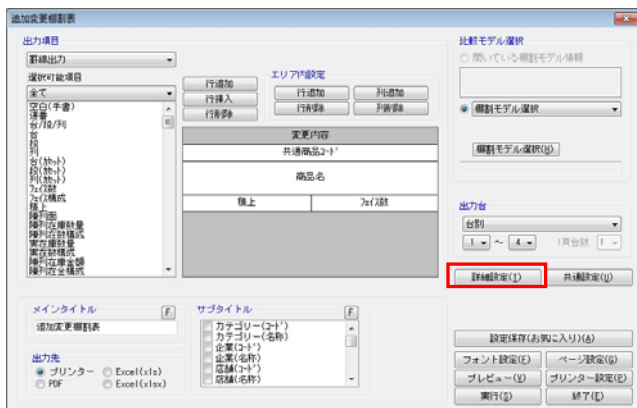 追加変更棚割表
出力項目
罫線出力
選択可能項目
全て
空白(手書)
連番
台/段/列
台
段
列
台(ｶｾｯﾄ)
段(ｶｾｯﾄ)
列(ｶｾｯﾄ)
ﾌｪｲｽ数
ﾌｪｲｽ構成
積上
陳列面
陳列在庫数量
陳列在数構成
実在庫数量
実在数構成
陳列在庫金額
陳列在金構成
行追加
行挿入
行削除
エリア内設定
行追加 列追加
行削除 列削除
変更内容
共通商品ｺｰﾄﾞ
商品名
積上 ﾌｪｲｽ数
比較モデル選択
開いている棚割モデル情報
棚割モデル選択
棚割モデル選択(H)
出力台
台別
1 ～ 4 1頁台数 1
詳細設定(T) 共通設定(U)
メインタイトル F
追加変更棚割表
出力先
プリンター Excel(xls)
PDF Excel(xlsx)
サブタイトル F
カテゴリー(ｺｰﾄﾞ)
カテゴリー(名称)
企業(ｺｰﾄﾞ)
企業(名称)
店舗(ｺｰﾄﾞ)
店舗(名称)
設定保存(お気に入り)(A)
フォント設定(F) ページ設定(G)
プレビュー(V) プリンター設定(P)
実行(S) 終了(E)